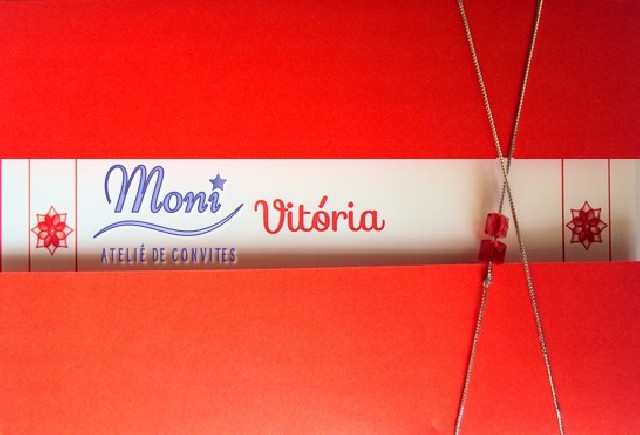 Moni
ATELIÊ DE CONVITES
Vitória